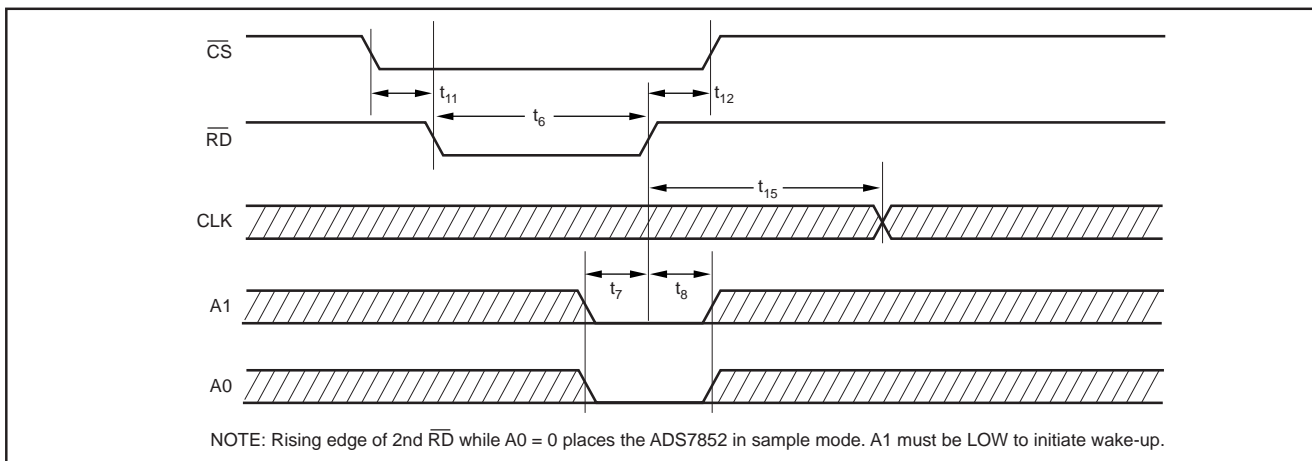 CS
t11
t12
t6
RD
t15
CLK
t7
t8
A1
A0
NOTE: Rising edge of 2nd RD while A0 = 0 places the ADS7852 in sample mode. A1 must be LOW to initiate wake-up.